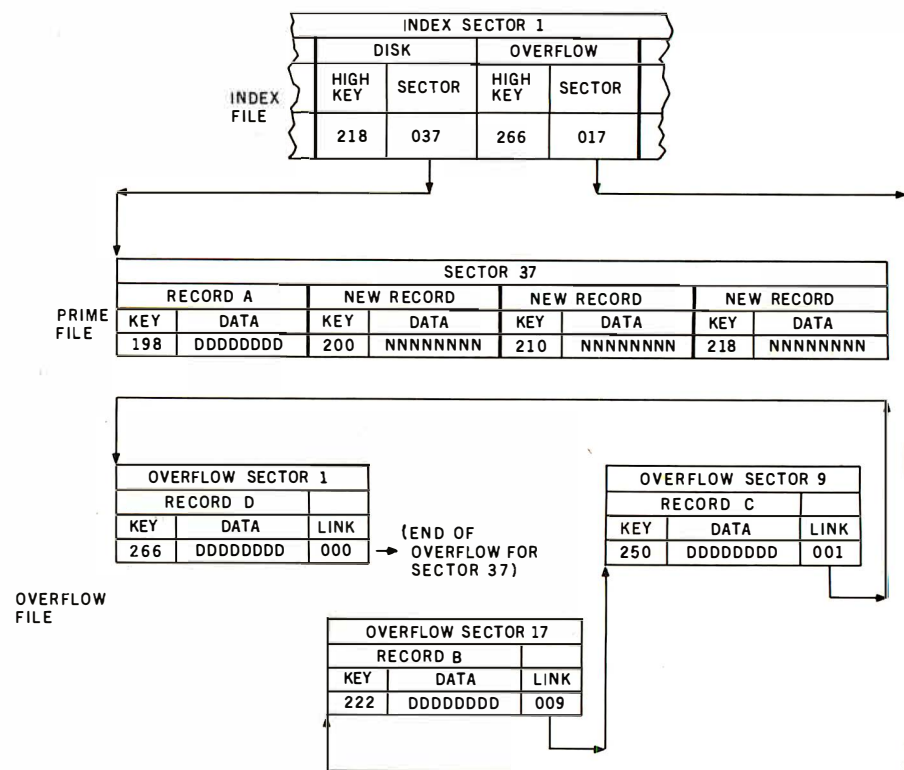 INDEX SECTOR 1
DISK OVERFLOW
HIGH KEY SECTOR HIGH KEY SECTOR
218 037 266 017
INDEX
FILE
SECTOR 37
RECORD A NEW RECORD NEW RECORD NEW RECORD
KEY DATA KEY DATA KEY DATA KEY DATA
198 DDDDDDDD 200 NNNNNNNN 210 NNNNNNNN 218 NNNNNNNN
PRIME
FILE
OVERFLOW SECTOR 1
RECORD D
KEY DATA LINK
266 DDDDDDDD 000
(END OF
OVERFLOW FOR
SECTOR 37)
OVERFLOW SECTOR 9
RECORD C
KEY DATA LINK
250 DDDDDDDD 001
OVERFLOW
FILE
OVERFLOW SECTOR 17
RECORD B
KEY DATA LINK
222 DDDDDDDD 009